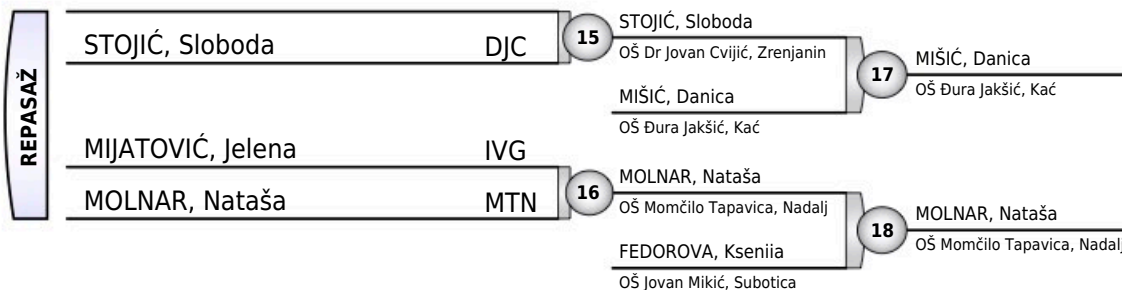 REPASAŽ
STOJIĆ, Sloboda DJC
MIJATOVIĆ, Jelena IVG
MOLNAR, Nataša MTN
15
STOJIĆ, Sloboda
OŠ Dr Jovan Cvijić, Zrenjanin
MIŠIĆ, Danica
OŠ Đura Jakšić, Kać
16
MOLNAR, Nataša
OŠ Momčilo Tapavica, Nadalj
FEDOROVA, Kseniia
OŠ Jovan Mikić, Subotica
17
MIŠIĆ, Danica
OŠ Đura Jakšić, Kać
18
MOLNAR, Nataša
OŠ Momčilo Tapavica, Nadalj